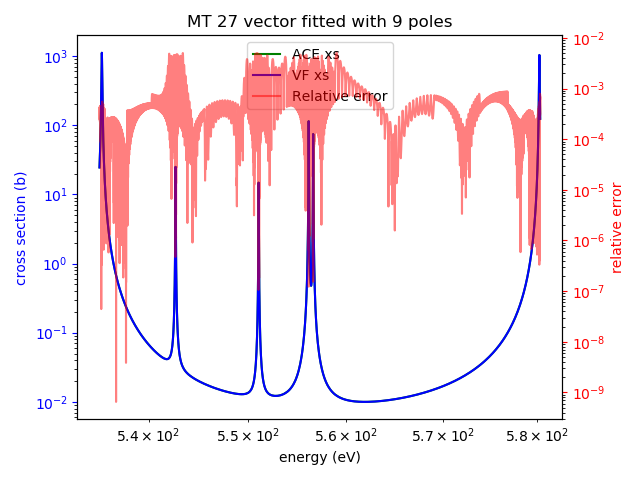 MT 27 vector fitted with 9 poles
ACE xs
VF xs
Relative error
cross section (b)
10³
10²
10¹
10⁰
10⁻¹
10⁻²
relative error
10⁻²
10⁻³
10⁻⁴
10⁻⁵
10⁻⁶
10⁻⁷
10⁻⁸
10⁻⁹
5.4 × 10² 5.5 × 10² 5.6 × 10² 5.7 × 10² 5.8 × 10²
energy (eV)